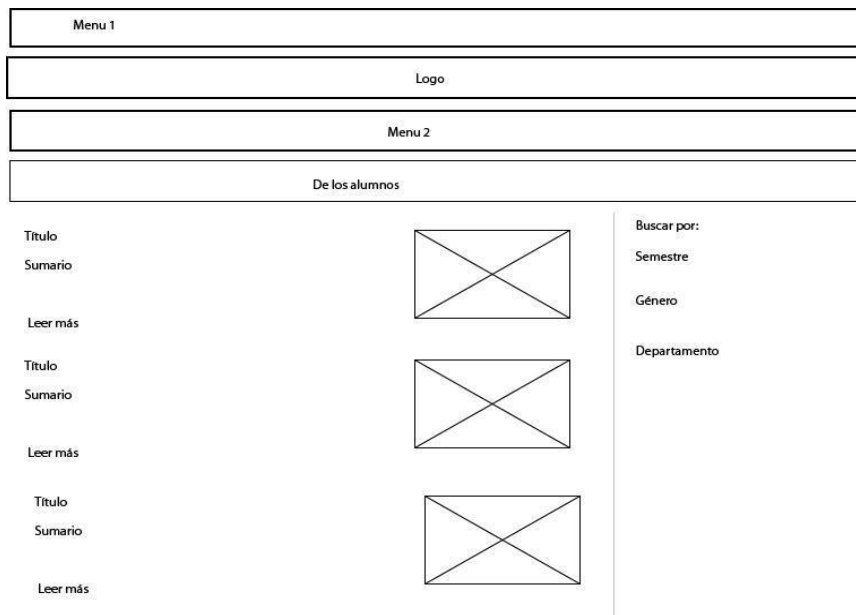 Menu 1
Logo
Menu 2
De los alumnos
Título
Sumario
Leer más
Título
Sumario
Leer más
Título
Sumario
Leer más
Buscar por:
Semestre
Género
Departamento